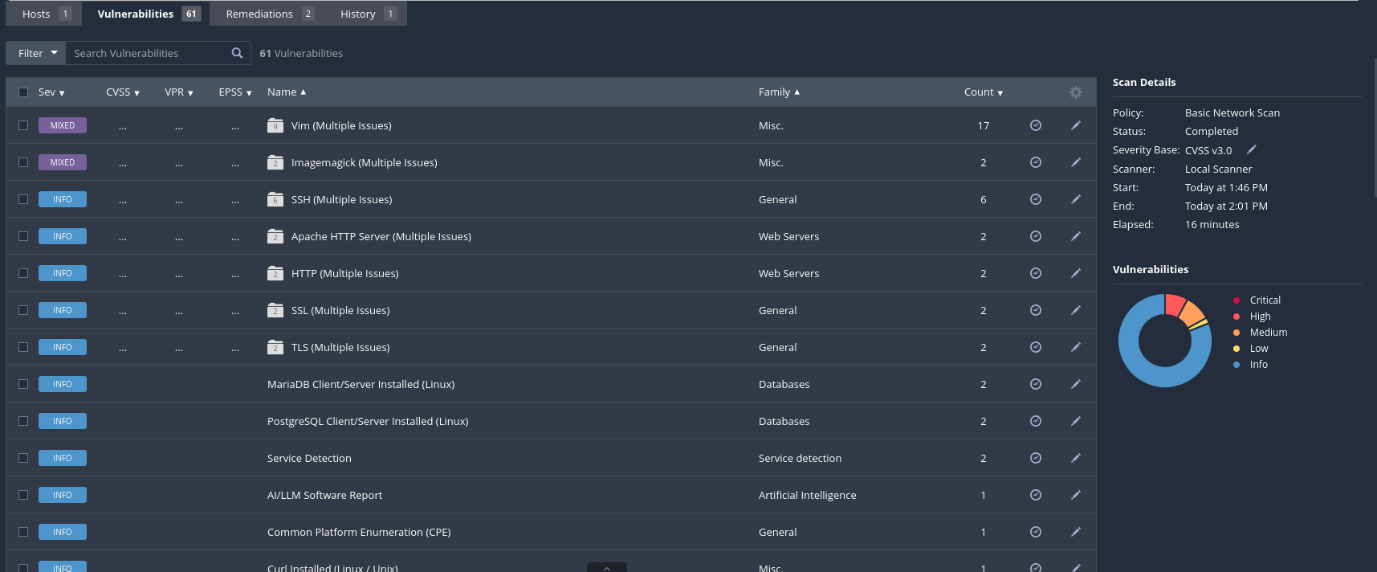 Hosts 1 Vulnerabilities 61 Remediations 2 History 1
Filter Search Vulnerabilities 61 Vulnerabilities
Sev CVSS VPR EPSS Name Family Count
MIXED ... ... ... 9 Vim (Multiple Issues) Misc. 17
MIXED ... ... ... 2 Imagemagick (Multiple Issues) Misc. 2
INFO ... ... ... 6 SSH (Multiple Issues) General 6
INFO ... ... ... 2 Apache HTTP Server (Multiple Issues) Web Servers 2
INFO ... ... ... 2 HTTP (Multiple Issues) Web Servers 2
INFO ... ... ... 2 SSL (Multiple Issues) General 2
INFO ... ... ... 2 TLS (Multiple Issues) General 2
INFO MariaDB Client/Server Installed (Linux) Databases 2
INFO PostgreSQL Client/Server Installed (Linux) Databases 2
INFO Service Detection Service detection 2
INFO AI/LLM Software Report Artificial Intelligence 1
INFO Common Platform Enumeration (CPE) General 1
INFO Curl Installed (Linux / Unix) Misc. 1
Scan Details
Policy: Basic Network Scan
Status: Completed
Severity Base: CVSS v3.0
Scanner: Local Scanner
Start: Today at 1:46 PM
End: Today at 2:01 PM
Elapsed: 16 minutes
Vulnerabilities
Critical
High
Medium
Low
Info